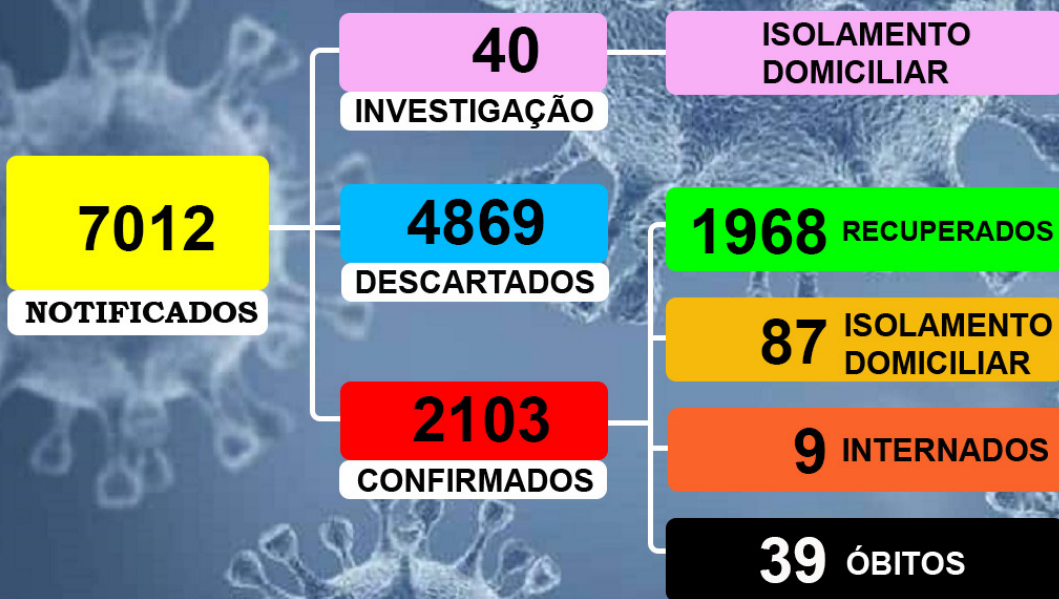 7012
NOTIFICADOS
40
INVESTIGAÇÃO
ISOLAMENTO
DOMICILIAR
4869
DESCARTADOS
2103
CONFIRMADOS
1968 RECUPERADOS
87 ISOLAMENTO
DOMICILIAR
9 INTERNADOS
39 ÓBITOS